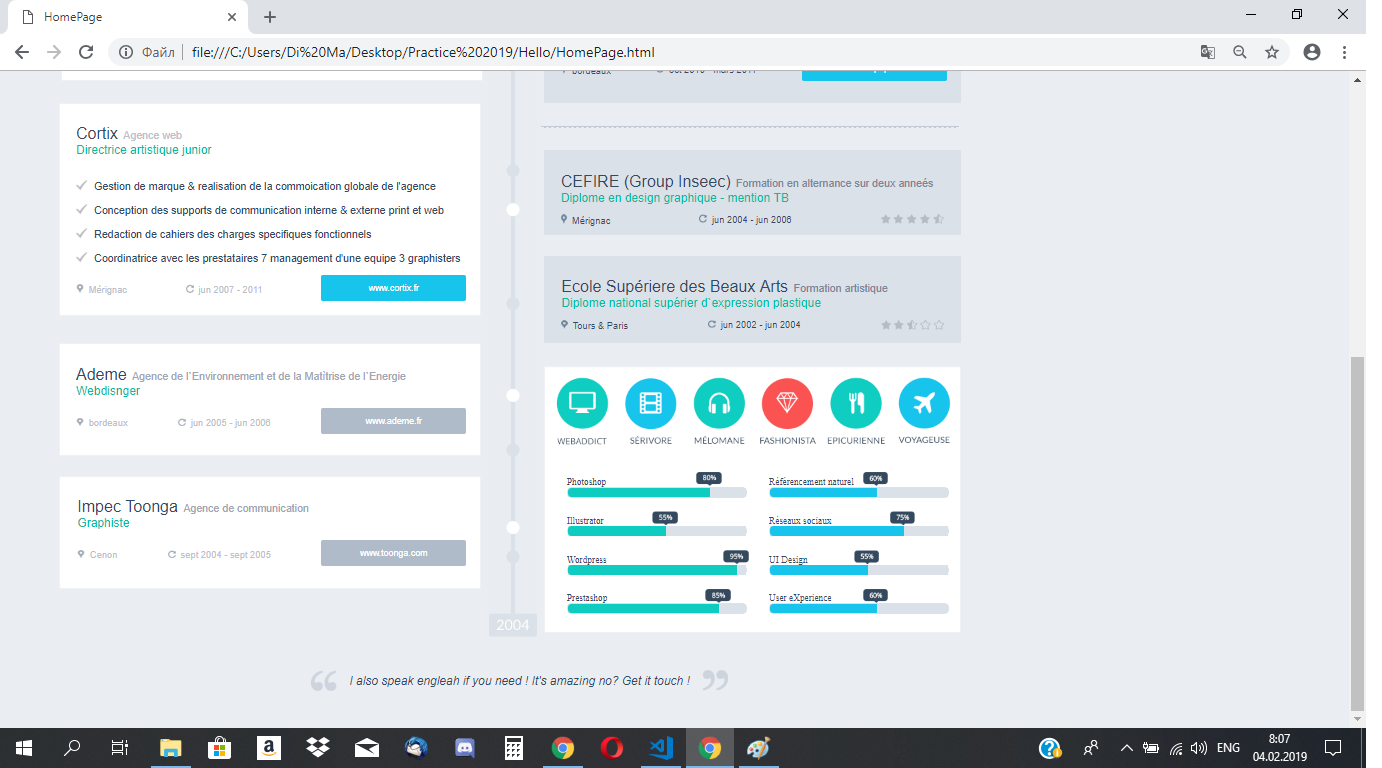 HomePage
Файл file:///C:/Users/Di%20Ma/Desktop/Practice%202019/Hello/HomePage.html
Cortix Agence web
Directrice artistique junior
Gestion de marque & realisation de la commoication globale de l'agence
Conception des supports de communication interne & externe print et web
Redaction de cahiers des charges specifiques fonctionnels
Coordinatrice avec les prestataires 7 management d'une equipe 3 graphisters
Mérignac jun 2007 - 2011 www.cortix.fr
Ademe Agence de l`Environnement et de la Matîtrise de l`Energie
Webdisnger
bordeaux jun 2005 - jun 2006 www.ademe.fr
Impec Toonga Agence de communication
Graphiste
Cenon sept 2004 - sept 2005 www.toonga.com
2004
bordeaux
CEFIRE (Group Inseec) Formation en alternance sur deux anneés
Diplome en design graphique - mention TB
Mérignac jun 2004 - jun 2006
Ecole Supériere des Beaux Arts Formation artistique
Diplome national supérier d`expression plastique
Tours & Paris jun 2002 - jun 2004
WEBADDICT SÉRIVORE MÉLOMANE FASHIONISTA EPICURIENNE VOYAGEUSE
Photoshop 80% Référencement naturel 60%
Illustrator 55% Réseaux sociaux 75%
Wordpress 95% UI Design 55%
Prestashop 85% User eXperience 60%
“ I also speak engleah if you need ! It's amazing no? Get it touch ! ”
ENG 8:07
04.02.2019